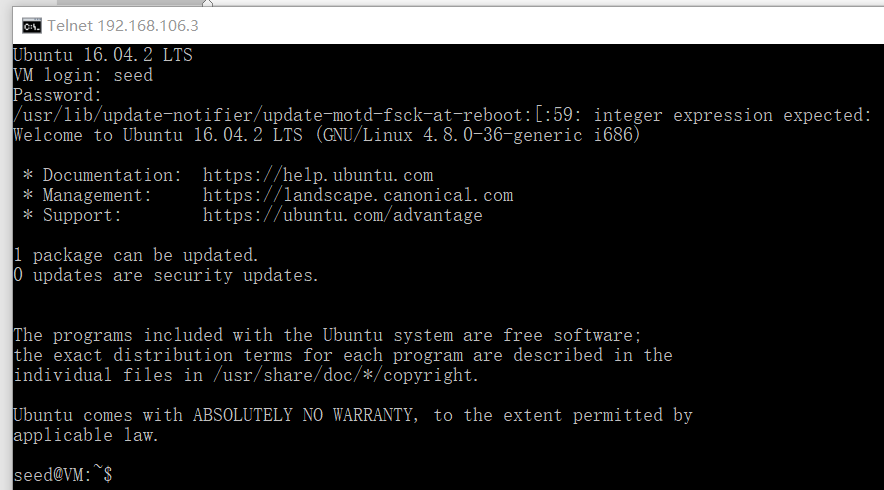 Telnet 192.168.106.3
Ubuntu 16.04.2 LTS
VM login: seed
Password:
/usr/lib/update-notifier/update-motd-fsck-at-reboot:[:59: integer expression expected:
Welcome to Ubuntu 16.04.2 LTS (GNU/Linux 4.8.0-36-generic i686)
* Documentation:  https://help.ubuntu.com
* Management:     https://landscape.canonical.com
* Support:        https://ubuntu.com/advantage
1 package can be updated.
0 updates are security updates.
The programs included with the Ubuntu system are free software;
the exact distribution terms for each program are described in the
individual files in /usr/share/doc/*/copyright.
Ubuntu comes with ABSOLUTELY NO WARRANTY, to the extent permitted by
applicable law.
seed@VM:~$